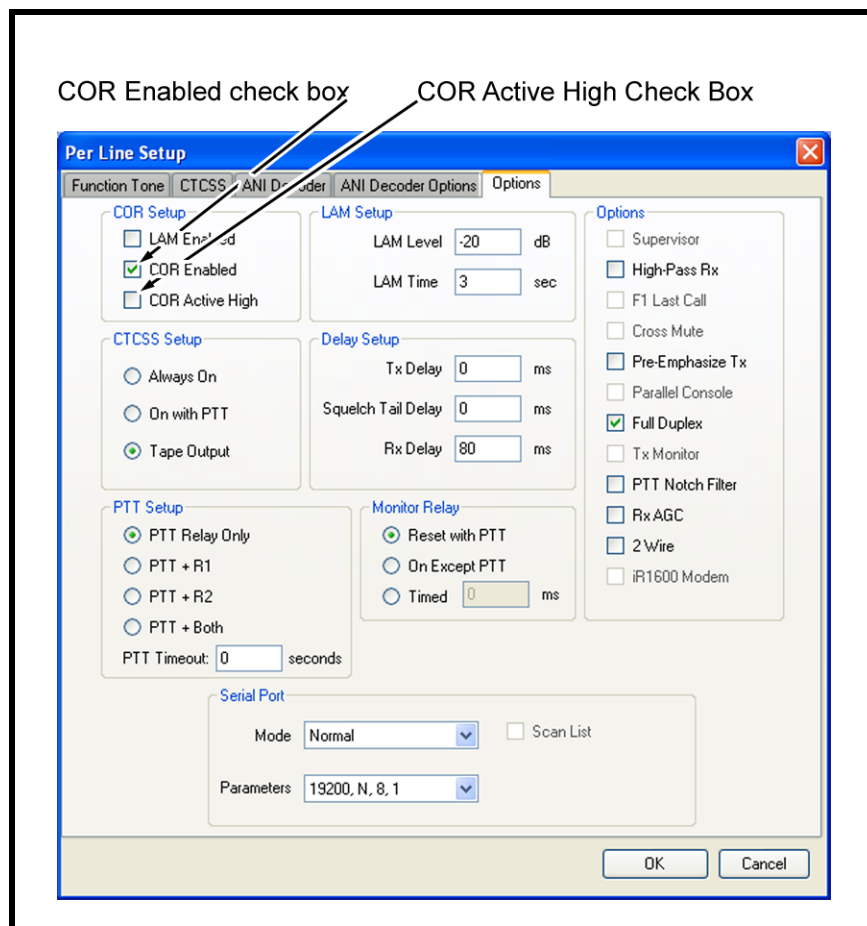 COR Enabled check box
COR Active High Check Box
Per Line Setup
Function Tone
CTCSS
ANI Decoder
ANI Decoder Options
Options
COR Setup
LAM Enabled
COR Enabled
COR Active High
LAM Setup
LAM Level -20 dB
LAM Time 3 sec
Options
Supervisor
High-Pass Rx
F1 Last Call
Cross Mute
Pre-Emphasize Tx
Parallel Console
Full Duplex
Tx Monitor
PTT Notch Filter
Rx AGC
2 Wire
iR1600 Modem
CTCSS Setup
Always On
On with PTT
Tape Output
Delay Setup
Tx Delay 0 ms
Squelch Tail Delay 0 ms
Rx Delay 80 ms
PTT Setup
PTT Relay Only
PTT + R1
PTT + R2
PTT + Both
PTT Timeout: 0 seconds
Monitor Relay
Reset with PTT
On Except PTT
Timed 0 ms
Serial Port
Mode Normal
Scan List
Parameters 19200, N, 8, 1
OK
Cancel